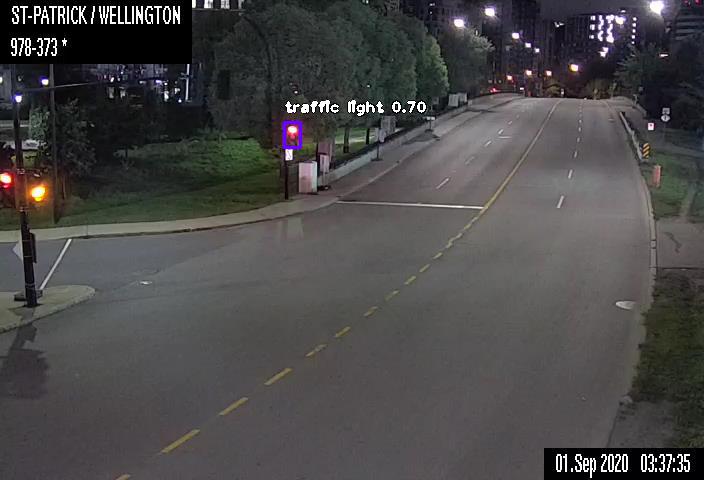 ST-PATRICK / WELLINGTON
978-373 *
traffic light 0.70
01.Sep 2020 03:37:35